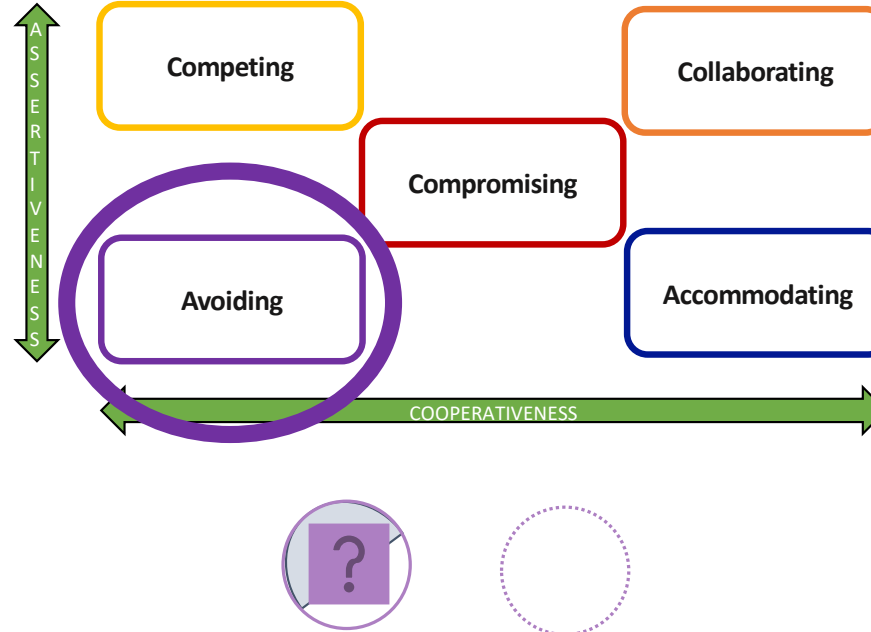 ASSERTIVENESS
Competing
Collaborating
Compromising
Avoiding
Accommodating
COOPERATIVENESS
?